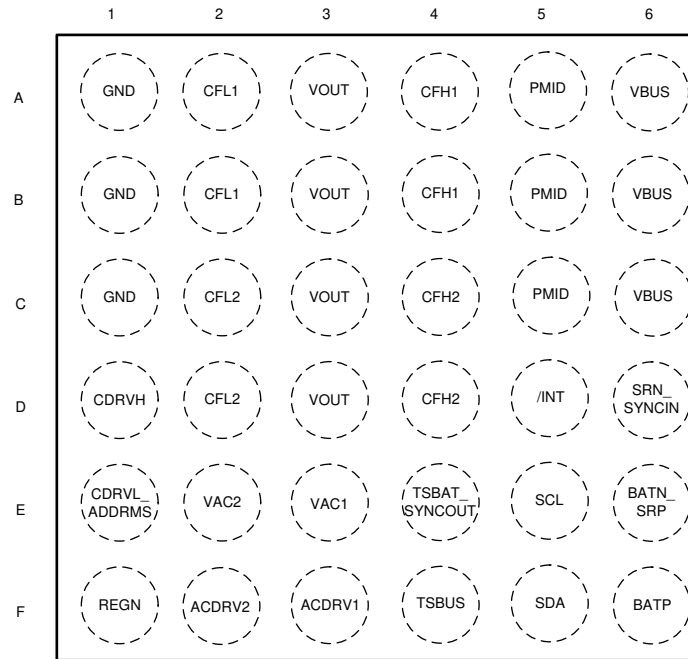 1 2 3 4 5 6
A GND CFL1 VOUT CFH1 PMID VBUS
B GND CFL1 VOUT CFH1 PMID VBUS
C GND CFL2 VOUT CFH2 PMID VBUS
D CDRVH CFL2 VOUT CFH2 /INT SRN_
SYNCIN
E CDRVL_
ADDRMS VAC2 VAC1 TSBAT_
SYNCOUT SCL BATN_
SRP
F REGN ACDRV2 ACDRV1 TSBUS SDA BATP